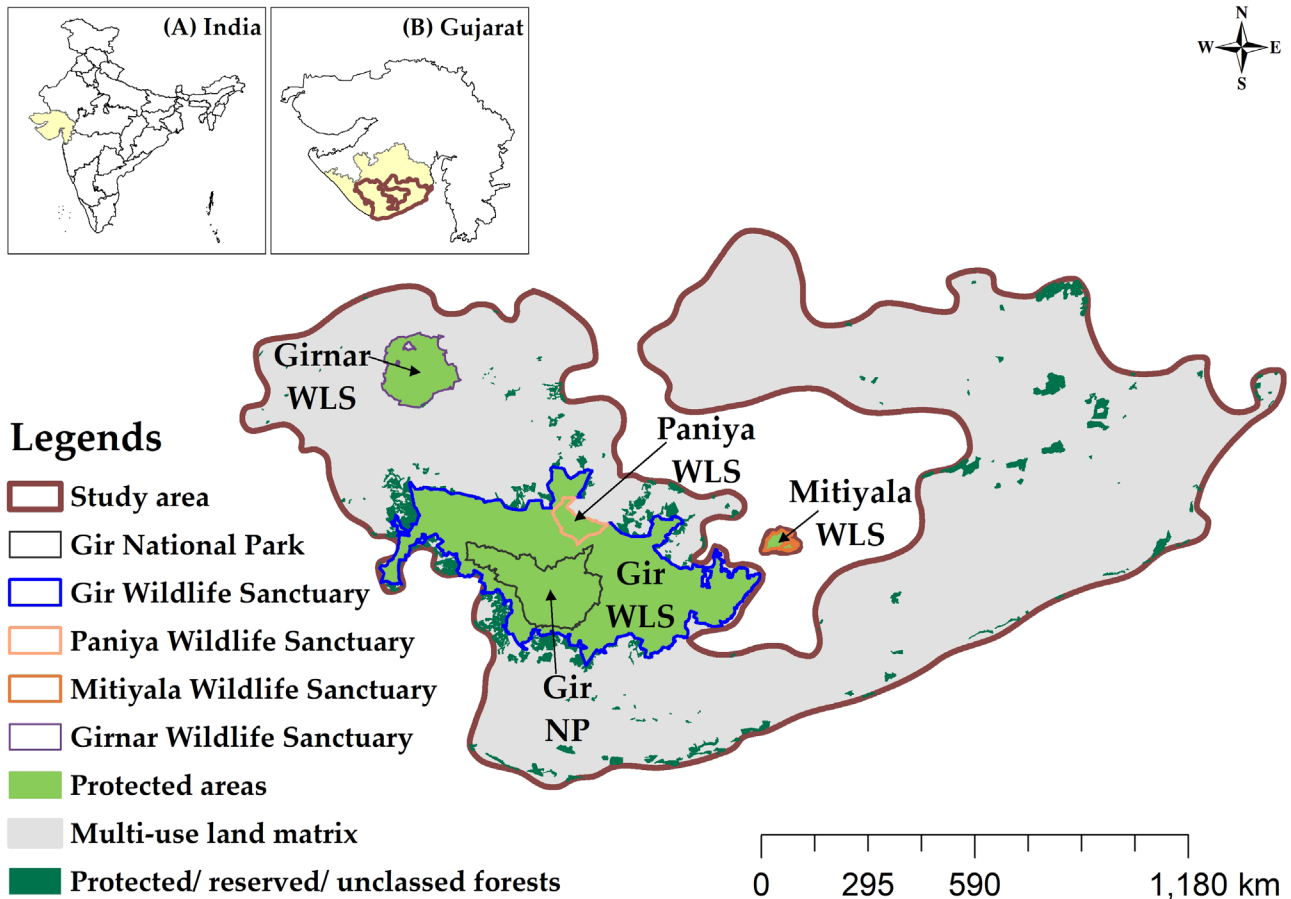 (A) India
(B) Gujarat
N
W
E
S
Girnar
WLS
Paniya
WLS
Mitiyala
WLS
Gir
WLS
Gir
NP
Legends
Study area
Gir National Park
Gir Wildlife Sanctuary
Paniya Wildlife Sanctuary
Mitiyala Wildlife Sanctuary
Girnar Wildlife Sanctuary
Protected areas
Multi-use land matrix
Protected/ reserved/ unclassed forests
0 295 590 1,180 km